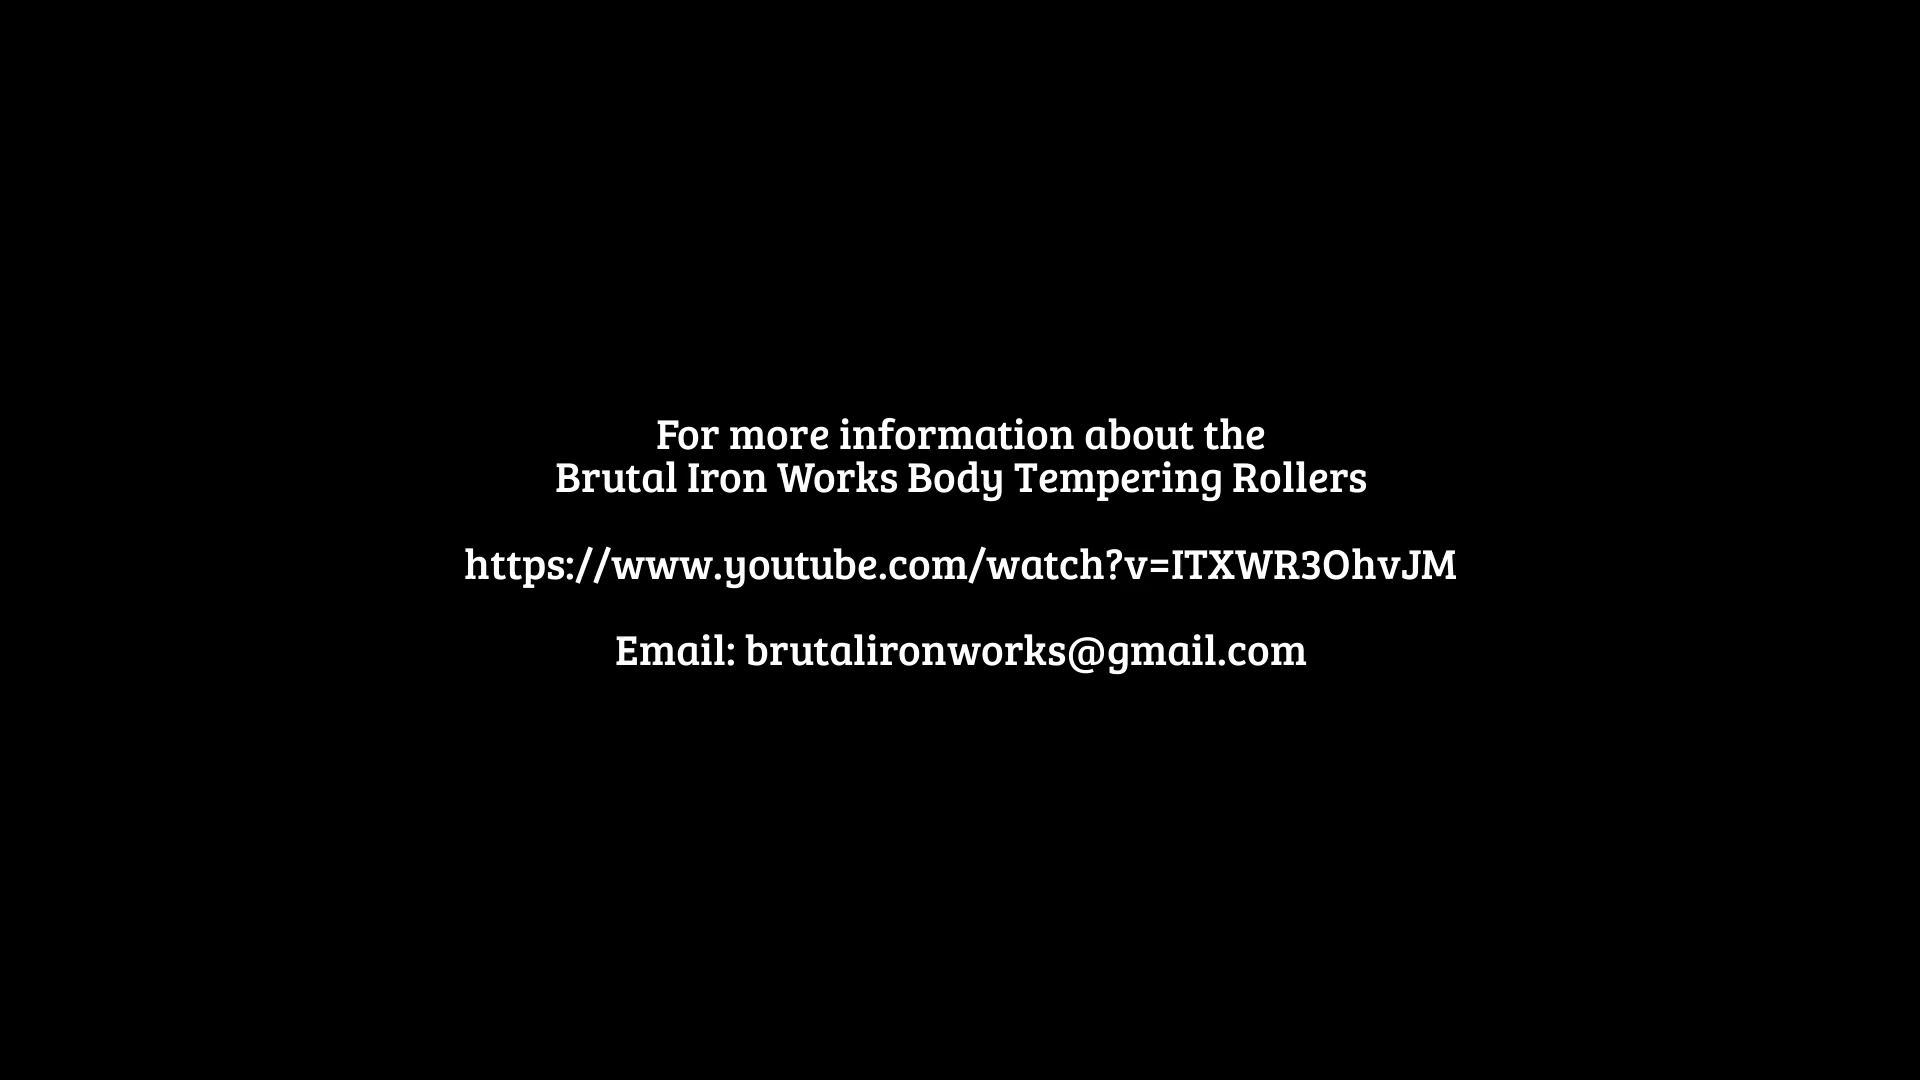 For more information about the
Brutal Iron Works Body Tempering Rollers
https://www.youtube.com/watch?v=ITXWR3OhvJM
Email: brutalironworks@gmail.com